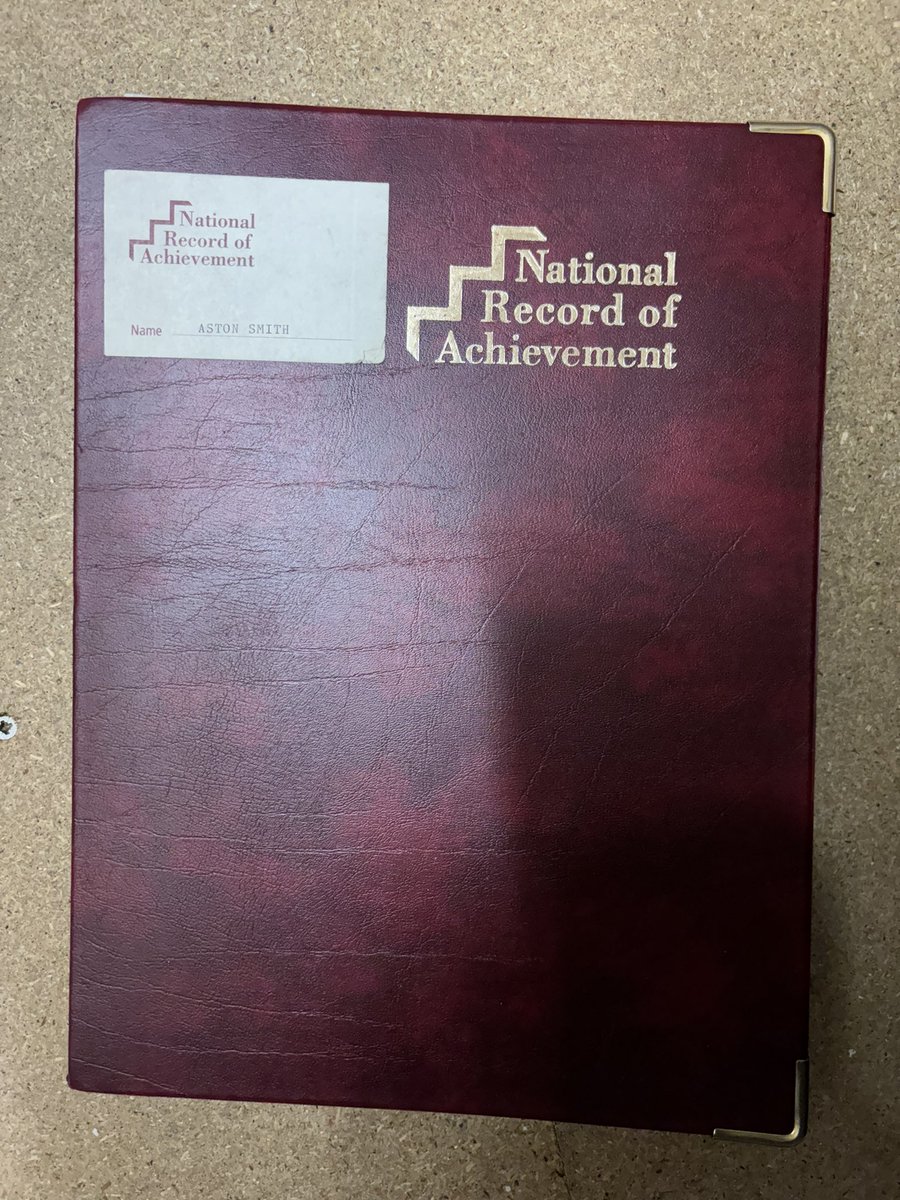 National
Record of
Achievement
Name ASTON SMITH
National
Record of
Achievement